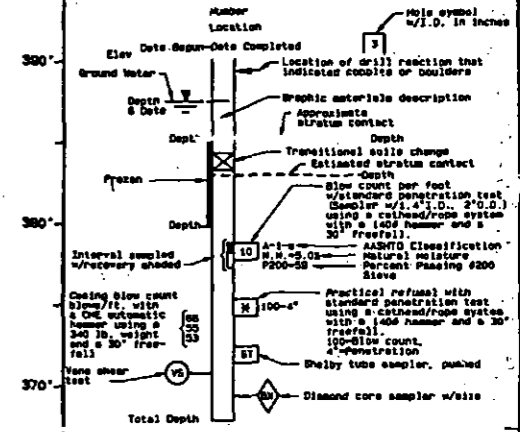 Number
Location
Elev Date Begun-Date Completed
Hole symbol
w/I.D. in inches
3
390'
Location of drill reaction that
indicated cobbles or boulders
Ground Water
Graphic materials description
Depth
& Date
Approximate
stratum contact
Depth
Depth
Transitional soils change
Estimated stratum contact
Depth
Frozen
Blow count per foot
w/standard penetration test
(Sampler w/1.4" I.D., 2" O.D.)
using a cathead/rope system
with a 140# hammer and a
30" freefall.
380'
Depth
10
A-1-a AASHTO Classification
N.M.=5.0% Natural moisture
P200-59 Percent Passing #200
Sieve
Interval sampled
w/recovery shaded
Casing blow count
blows/ft. with
a CME automatic
hammer using a
340 lb. weight
and a 30" free-
fall
66
55
53
100-4"
Practical refusal with
standard penetration test
using a cathead/rope system
with a 140# hammer and a 30"
freefall.
100=Blow count,
4"=Penetration
ST
Shelby tube sampler, pushed
370'
Vane shear
test
VS
Diamond core sampler w/size
Total Depth